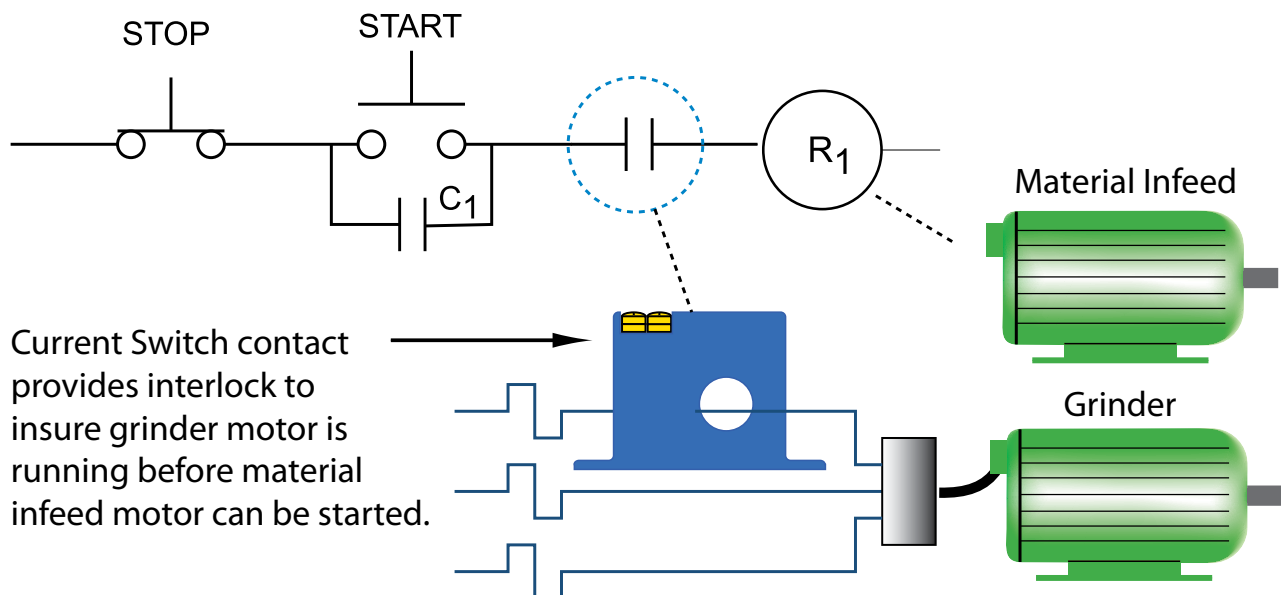 STOP
START
C1
R1
Material Infeed
Current Switch contact
provides interlock to
insure grinder motor is
running before material
infeed motor can be started.
Grinder